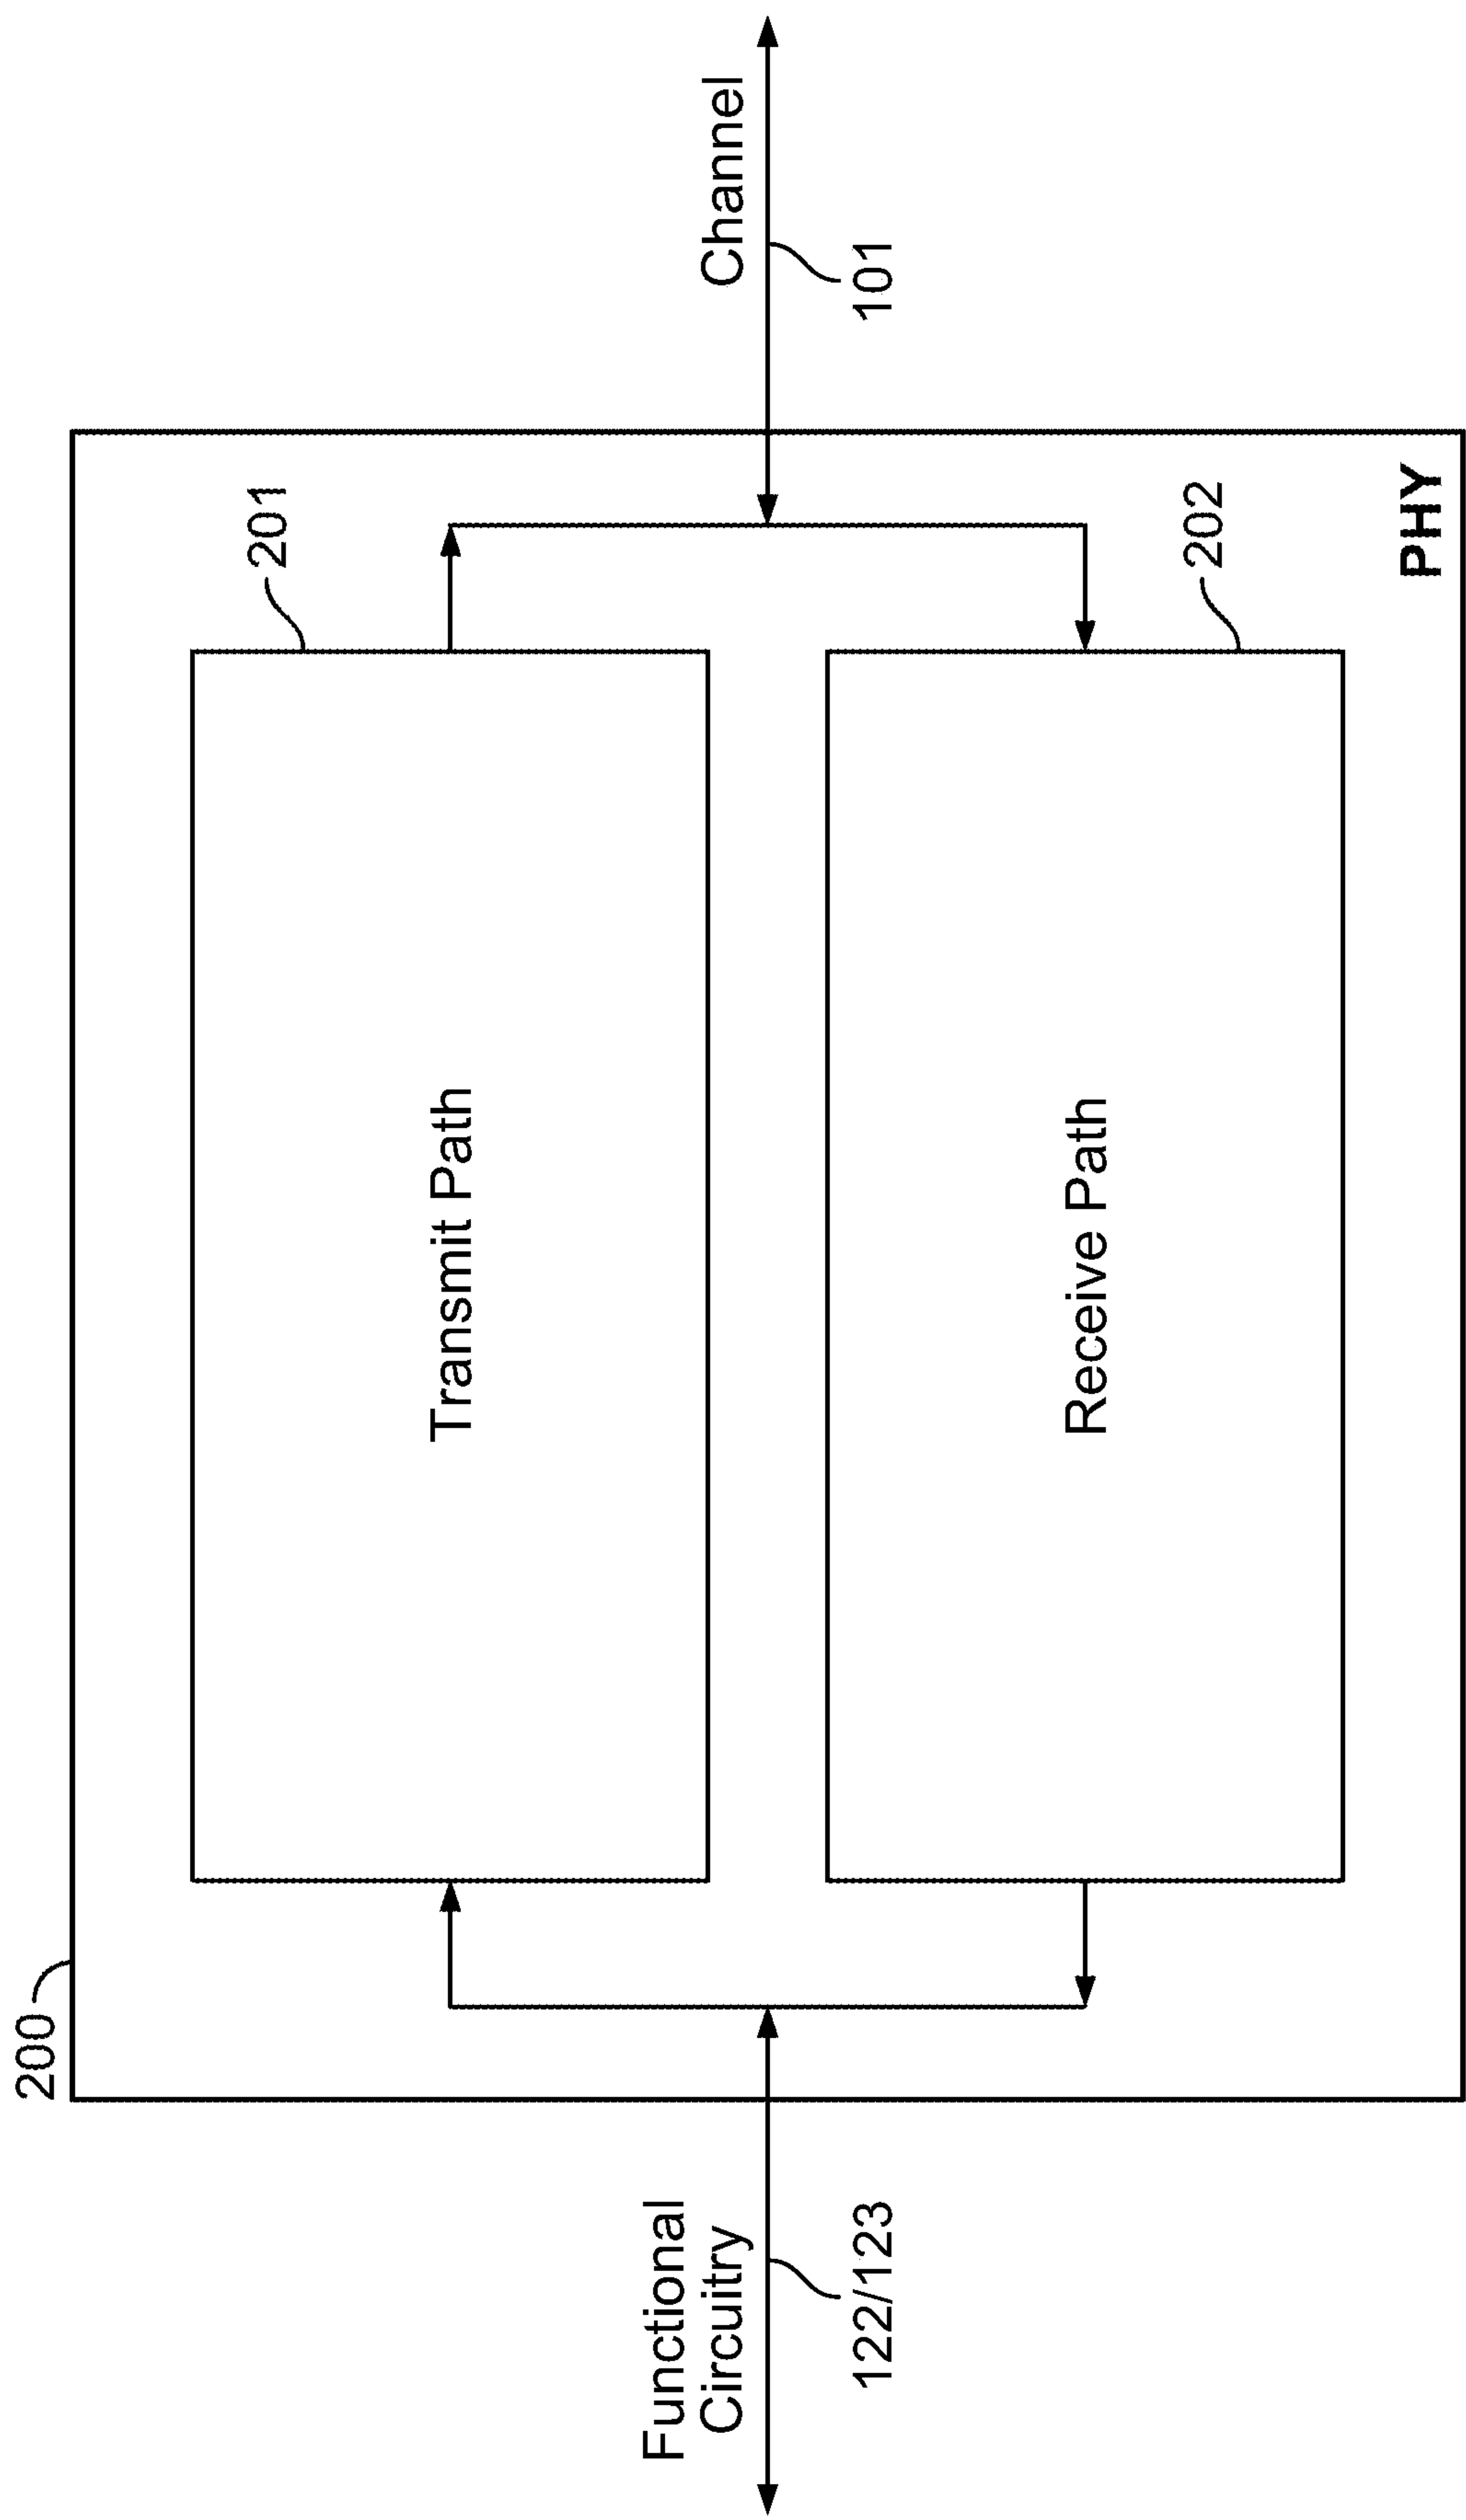 200
201
Transmit Path
Functional
Circuitry
122/123
Channel
101
Receive Path
202
PHY